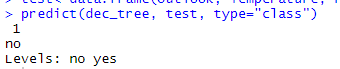 > predict(dec_tree, test, type="class")
1
no
Levels: no yes